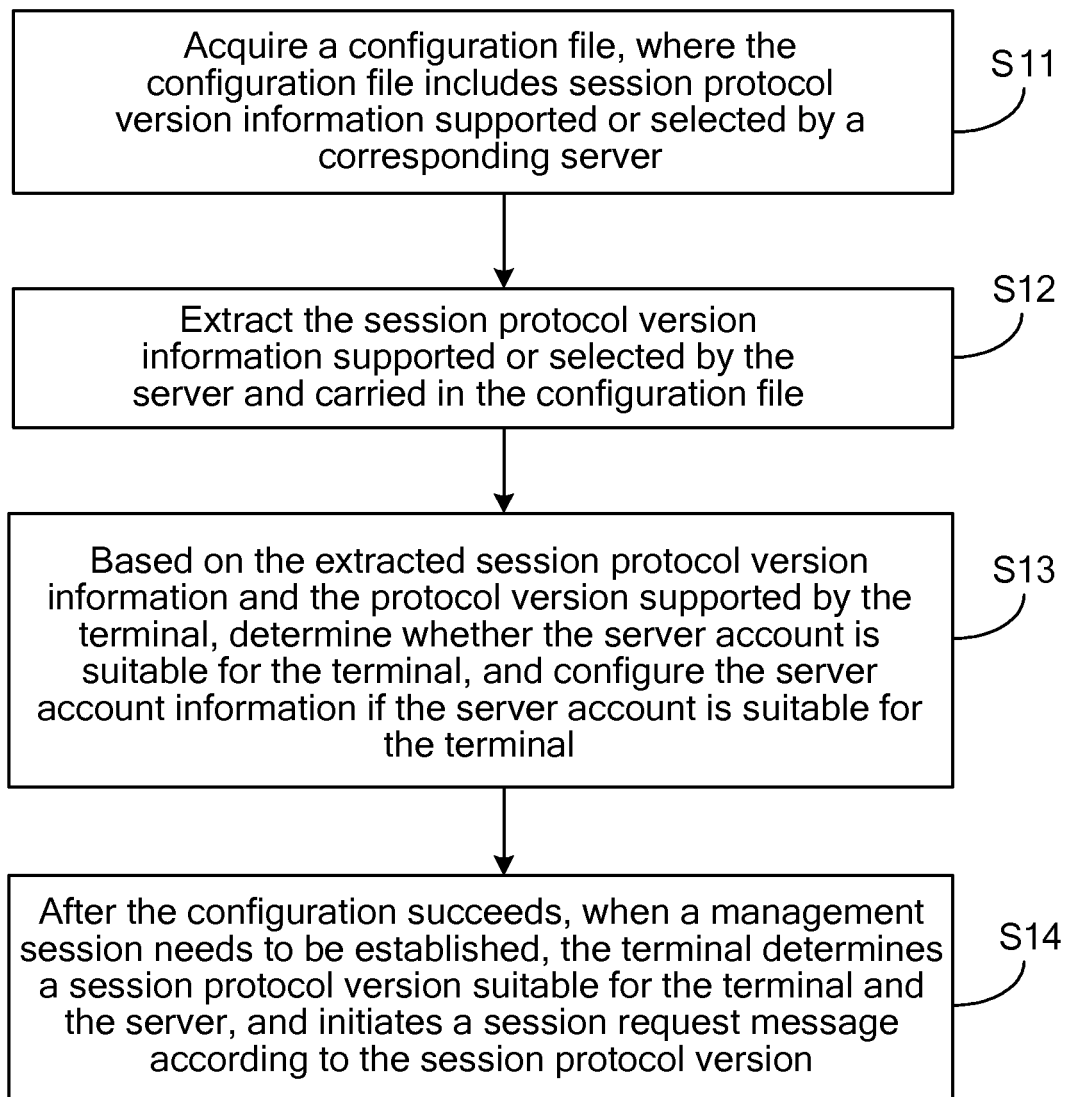 Acquire a configuration file, where the
configuration file includes session protocol
version information supported or selected by a
corresponding server
S11
Extract the session protocol version
information supported or selected by the
server and carried in the configuration file
S12
Based on the extracted session protocol version
information and the protocol version supported by the
terminal, determine whether the server account is
suitable for the terminal, and configure the server
account information if the server account is suitable for
the terminal
S13
After the configuration succeeds, when a management
session needs to be established, the terminal determines
a session protocol version suitable for the terminal and
the server, and initiates a session request message
according to the session protocol version
S14